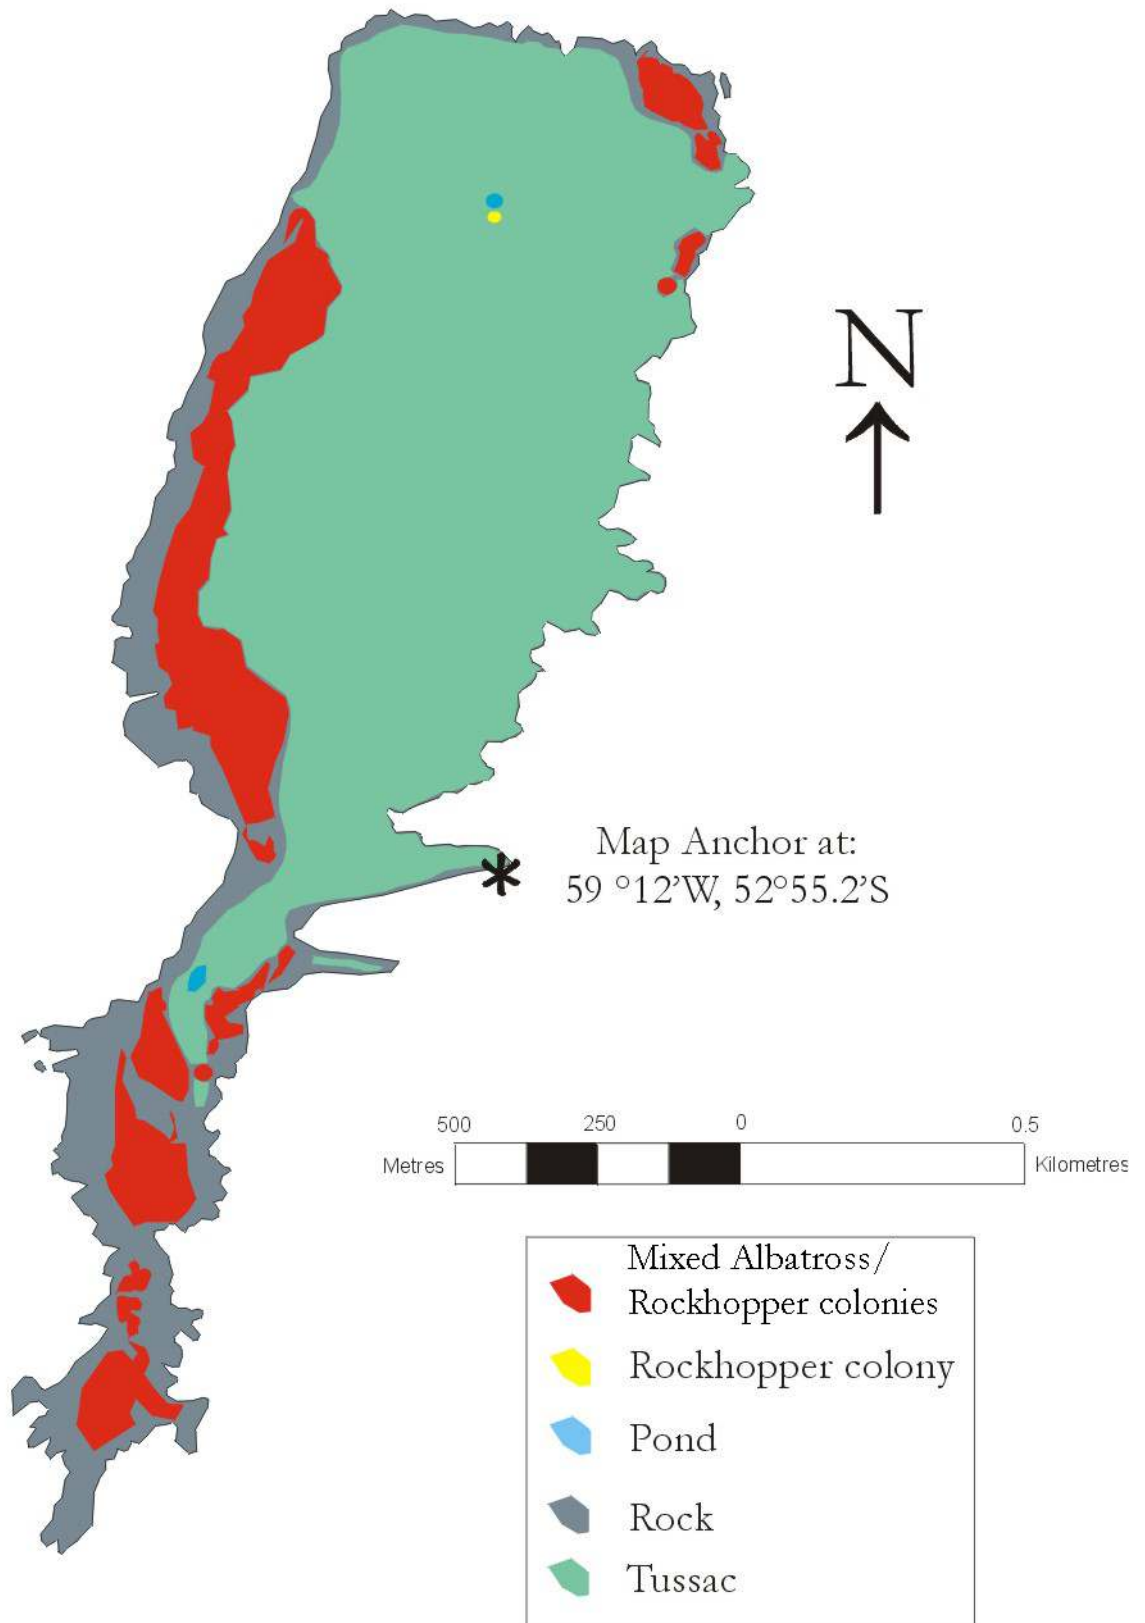 N
Map Anchor at:
59 °12'W, 52°55.2'S
500 250 0 0.5
Metres Kilometres
Mixed Albatross/
Rockhopper colonies
Rockhopper colony
Pond
Rock
Tussac